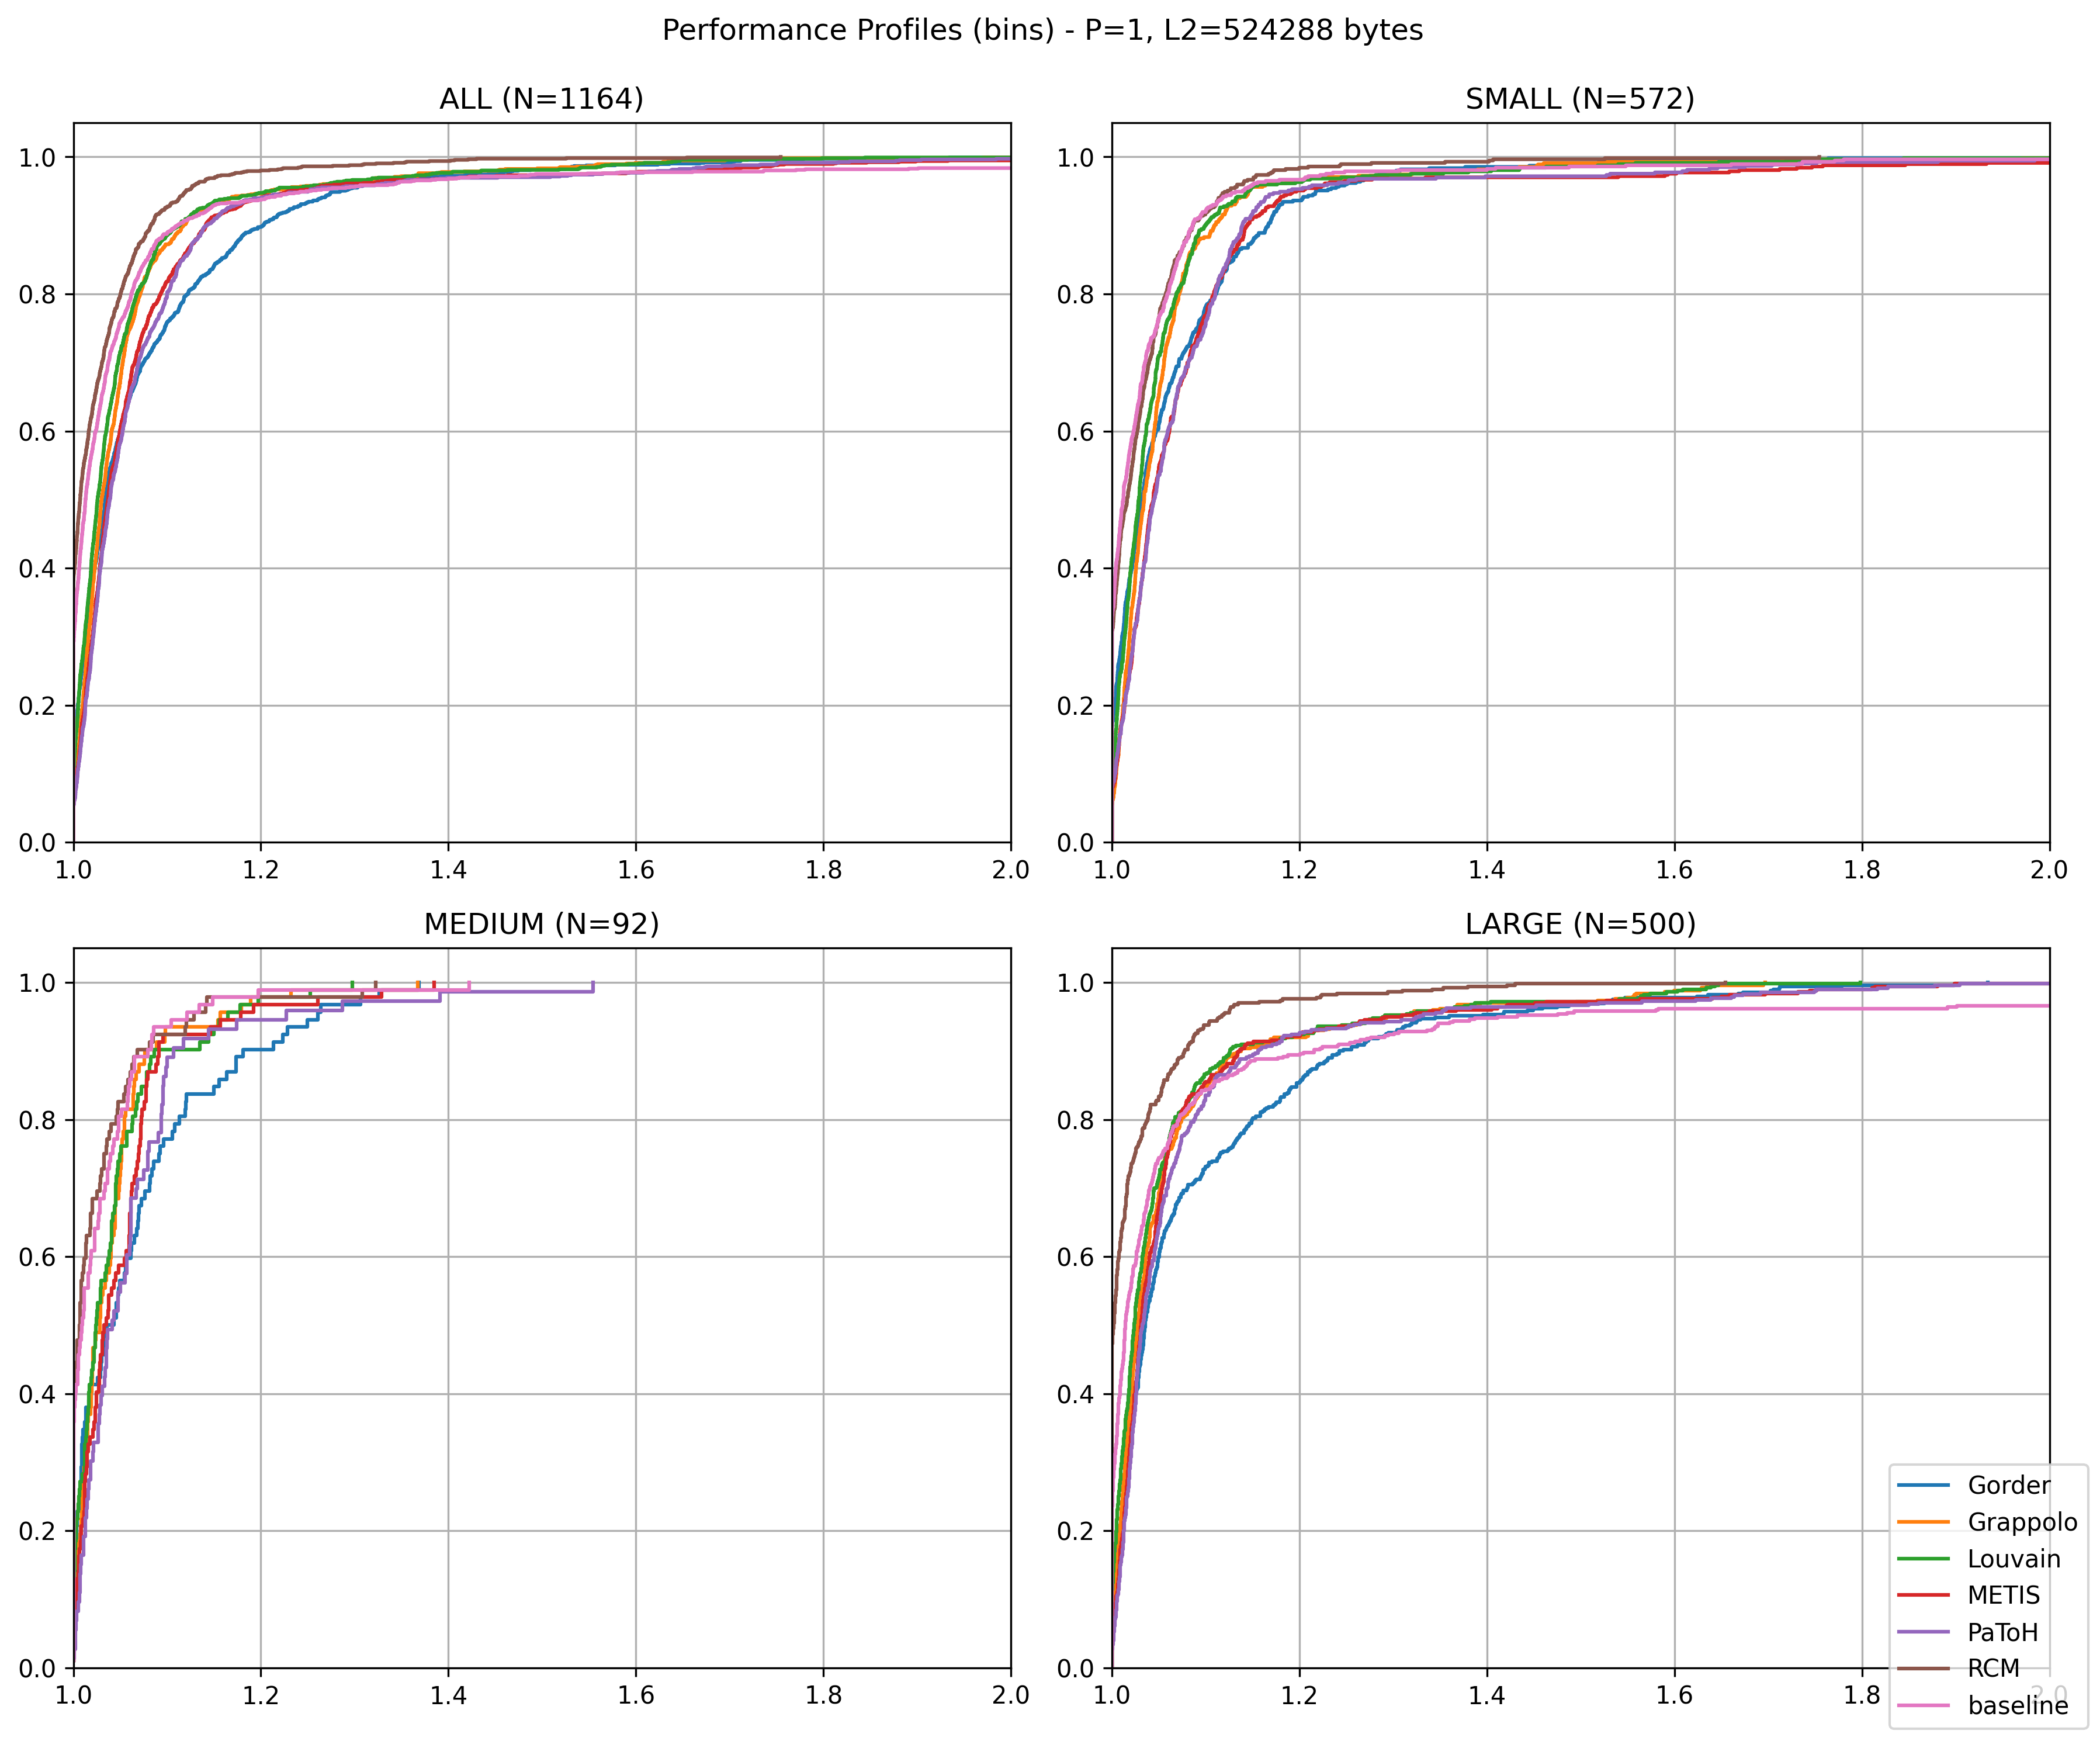 Performance Profiles (bins) - P=1, L2=524288 bytes
ALL (N=1164)
1.0
0.8
0.6
0.4
0.2
0.0
1.0 1.2 1.4 1.6 1.8 2.0
SMALL (N=572)
1.0
0.8
0.6
0.4
0.2
0.0
1.0 1.2 1.4 1.6 1.8 2.0
MEDIUM (N=92)
1.0
0.8
0.6
0.4
0.2
0.0
1.0 1.2 1.4 1.6 1.8 2.0
LARGE (N=500)
1.0
0.8
0.6
0.4
0.2
0.0
1.0 1.2 1.4 1.6 1.8 2.0
Gorder
Grappolo
Louvain
METIS
PaToH
RCM
baseline